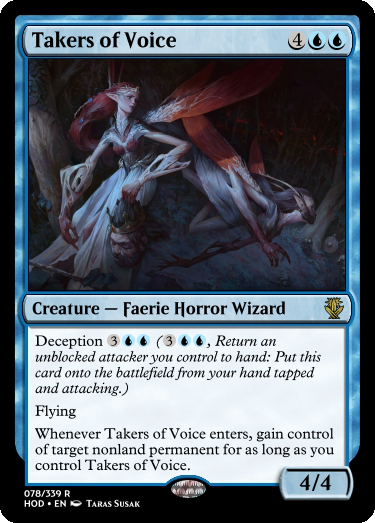 Takers of Voice 4
Creature — Faerie Horror Wizard
Deception 3 (3, Return an
unblocked attacker you control to hand: Put this
card onto the battlefield from your hand tapped
and attacking.)
Flying
Whenever Takers of Voice enters, gain control
of target nonland permanent for as long as you
control Takers of Voice.
4/4
078/339 R
HOD • EN Taras Susak